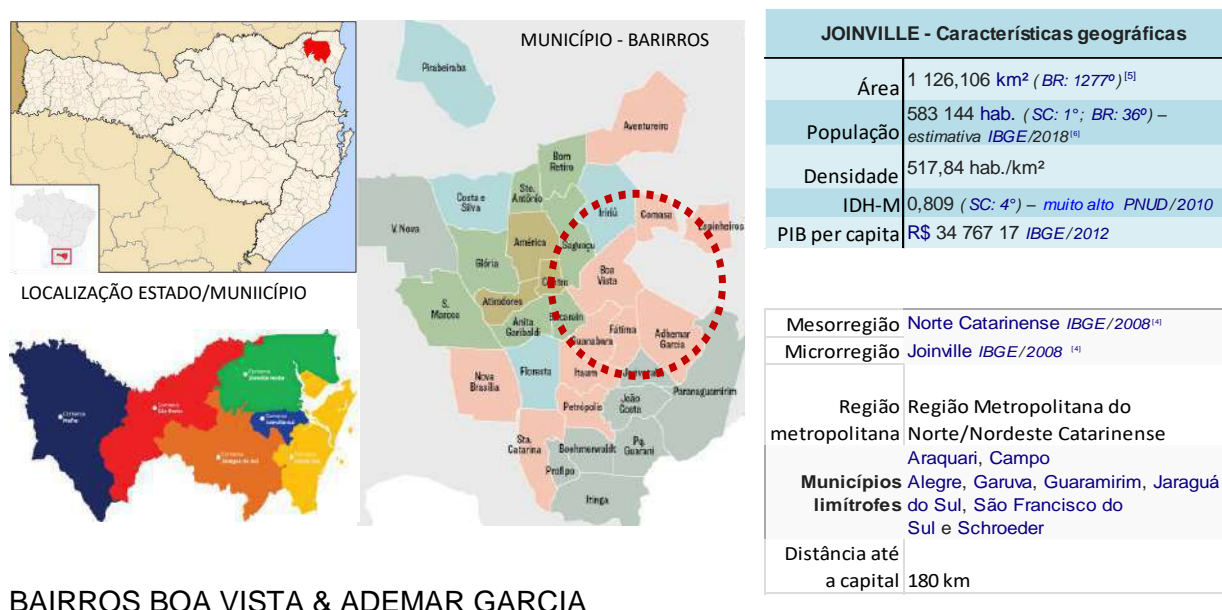 MUNICÍPIO - BARIRROS
LOCALIZAÇÃO ESTADO/MUNIICÍPIO
Pirabeiraba
Aventureiro
Bom
Retiro
Costa e
Silva
Sto.
Antônio
Iririú
Comasa
Espinheiros
V. Nova
América
Saguaçu
Glória
Boa
Vista
Centro
Atiradores
S.
Marcos
Anita
Garibaldi
Bucarein
Fátima
Adhemar
Garcia
Guanabara
Nova
Brasília
Floresta
Itaum
Paranaguamirim
Petrópolis
João
Costa
Sta.
Catarina
Boehmerwaldt
Pq.
Guarani
Profipo
Itinga
JOINVILLE - Características geográficas
Área 1 126,106 km² (BR: 1277º)[5]
População 583 144 hab. (SC: 1°; BR: 36º) –
estimativa IBGE/2018[6]
Densidade 517,84 hab./km²
IDH-M 0,809 (SC: 4°) – muito alto PNUD/2010
PIB per capita R$ 34 767 17 IBGE/2012
Mesorregião Norte Catarinense IBGE/2008[4]
Microrregião Joinville IBGE/2008 [4]
Região Região Metropolitana do
metropolitana Norte/Nordeste Catarinense
Araquari, Campo
Municípios Alegre, Garuva, Guaramirim, Jaraguá
limítrofes do Sul, São Francisco do
Sul e Schroeder
Distância até
a capital 180 km
BAIRROS BOA VISTA & ADEMAR GARCIA